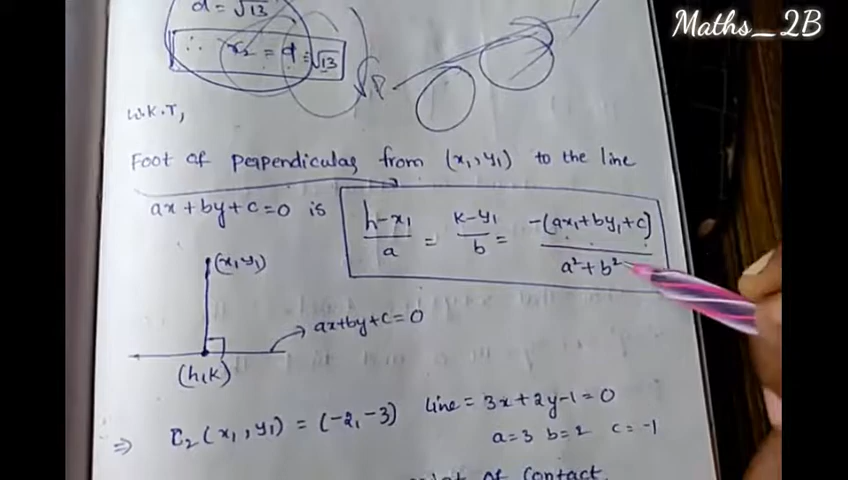 Maths_2B
d = √13
∴ r₂ = d = √13
W.K.T,
Foot of perpendicular from (x₁, y₁) to the line
ax+by+c=0 is
h-x₁/a = k-y₁/b = -(ax₁+by₁+c)/a²+b²
(x₁, y₁)
ax+by+c=0
(h,k)
⇒ C₂(x₁, y₁) = (-2, -3) Line = 3x+2y-1=0
a=3 b=2 c=-1
of contact